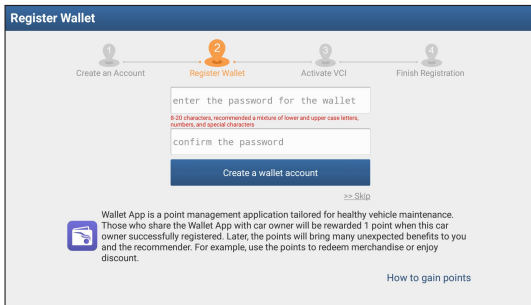 Register Wallet
1 2 3 4
Create an Account Register Wallet Activate VCI Finish Registration
enter the password for the wallet
8-20 characters, recommended a mixture of lower and upper case letters,
numbers, and special characters
confirm the password
Create a wallet account
>> Skip
Wallet App is a point management application tailored for healthy vehicle maintenance.
Those who share the Wallet App with car owner will be rewarded 1 point when this car
owner successfully registered. Later, the points will bring many unexpected benefits to you
and the recommender. For example, use the points to redeem merchandise or enjoy
discount.
How to gain points